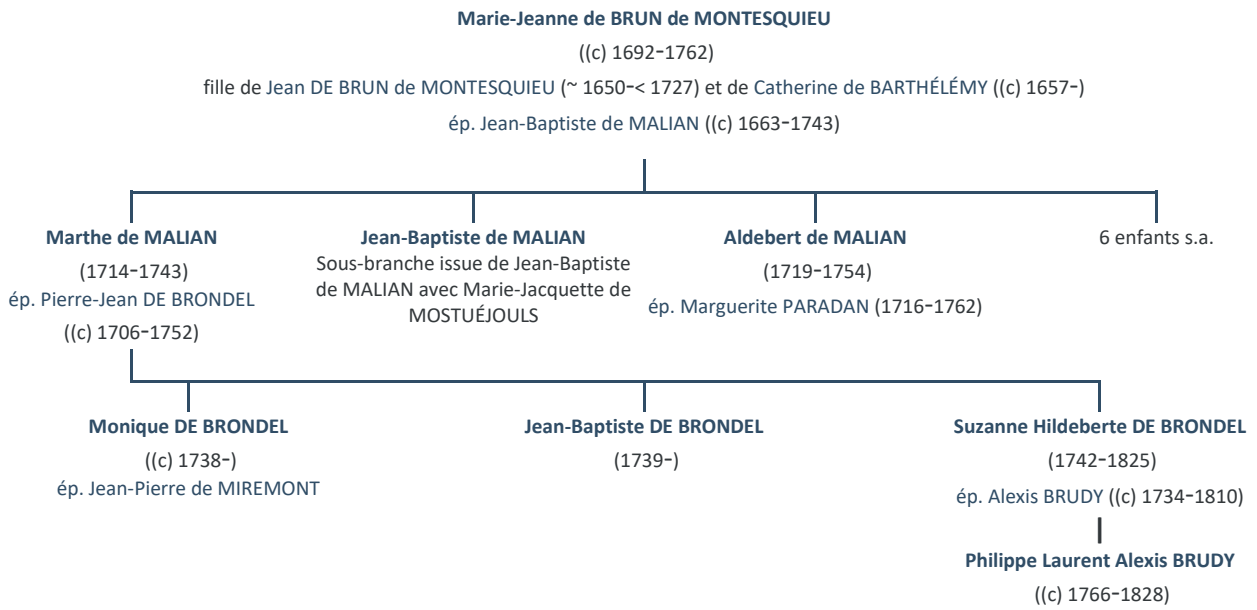 Marie-Jeanne de BRUN de MONTESQUIEU
((c) 1692-1762)
fille de Jean DE BRUN de MONTESQUIEU (~ 1650-< 1727) et de Catherine de BARTHÉLÉMY ((c) 1657-)
ép. Jean-Baptiste de MALIAN ((c) 1663-1743)
Marthe de MALIAN
(1714-1743)
ép. Pierre-Jean DE BRONDEL
((c) 1706-1752)
Jean-Baptiste de MALIAN
Sous-branche issue de Jean-Baptiste
de MALIAN avec Marie-Jacquette de
MOSTUÉJOULS
Aldebert de MALIAN
(1719-1754)
ép. Marguerite PARADAN (1716-1762)
6 enfants s.a.
Monique DE BRONDEL
((c) 1738-)
ép. Jean-Pierre de MIREMONT
Jean-Baptiste DE BRONDEL
(1739-)
Suzanne Hildeberte DE BRONDEL
(1742-1825)
ép. Alexis BRUDY ((c) 1734-1810)
Philippe Laurent Alexis BRUDY
((c) 1766-1828)